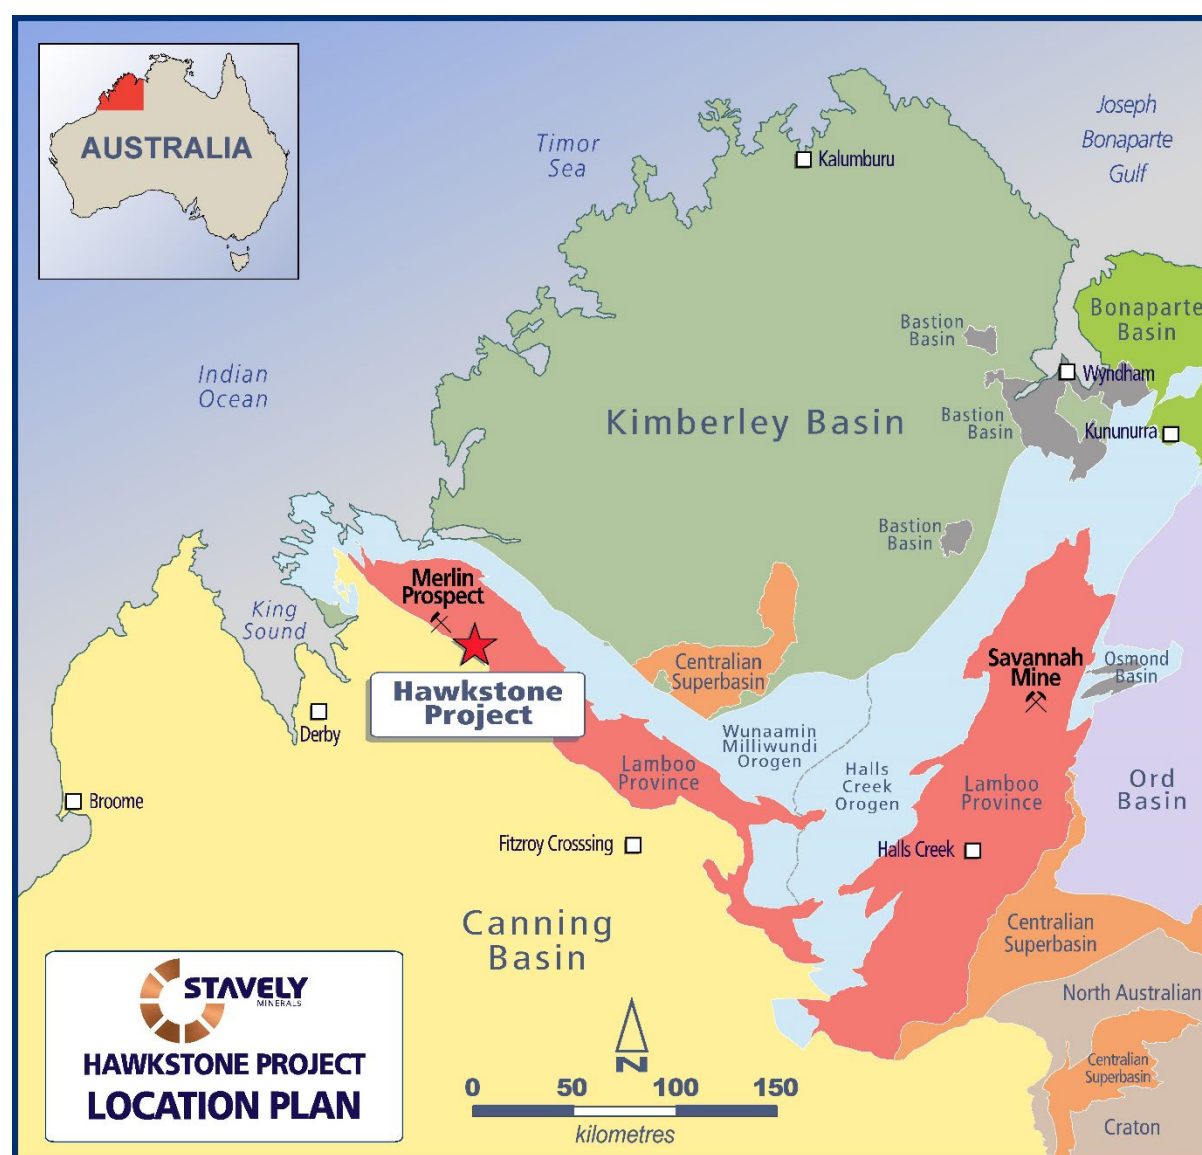 AUSTRALIA
Timor
Sea
Kalumburu
Joseph
Bonaparte
Gulf
Bonaparte
Basin
Bastion
Basin
Wyndham
Indian
Ocean
Kimberley Basin
Bastion
Basin
Kununurra
Bastion
Basin
Merlin
Prospect
King
Sound
Hawkstone
Project
Centralian
Superbasin
Savannah
Mine
Osmond
Basin
Derby
Wunaamin
Milliwundi
Orogen
Lamboo
Province
Halls
Creek
Orogen
Lamboo
Province
Ord
Basin
Broome
Fitzroy Crosssing
Halls Creek
Canning
Basin
Centralian
Superbasin
North Australian
Centralian
Superbasin
Craton
STAVELY
MINERALS
HAWKSTONE PROJECT
LOCATION PLAN
N
0 50 100 150
kilometres